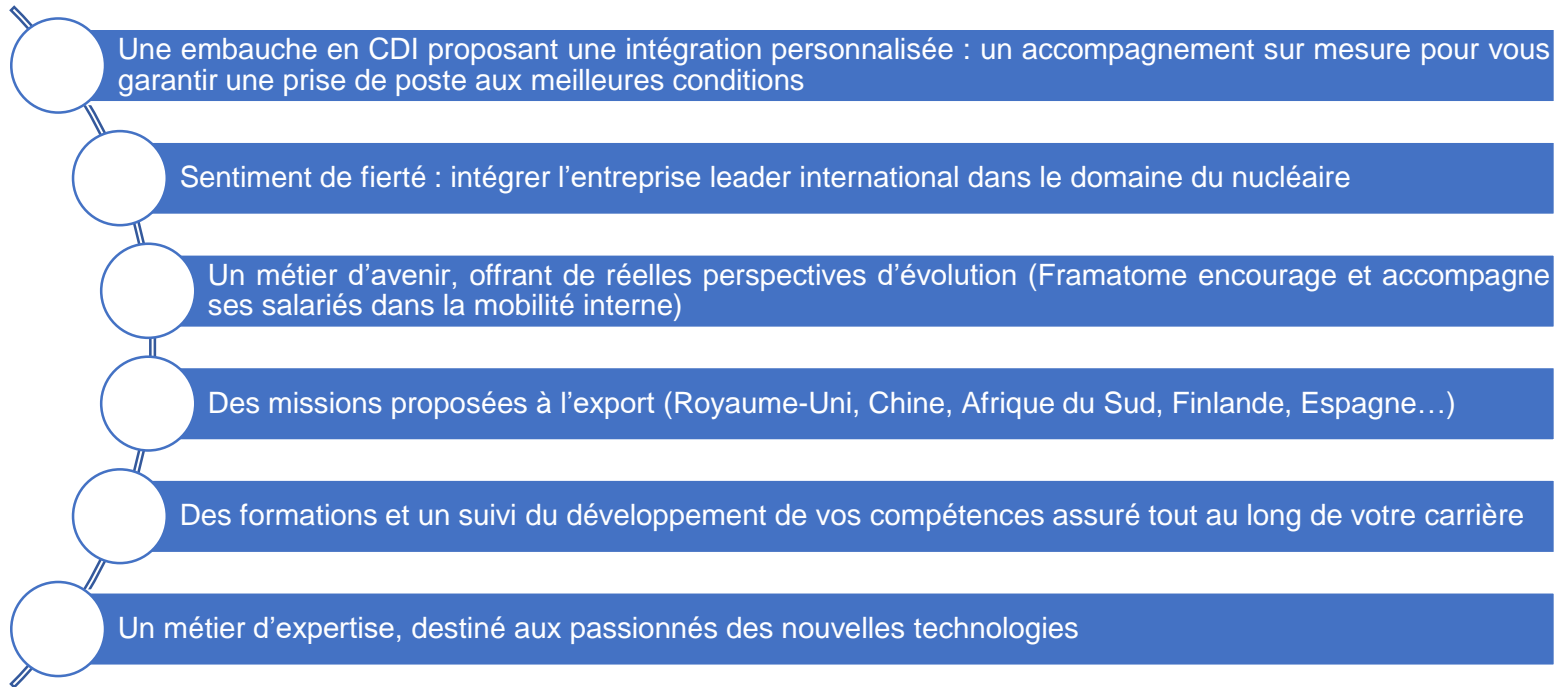 Une embauche en CDI proposant une intégration personnalisée : un accompagnement sur mesure pour vous
garantir une prise de poste aux meilleures conditions
Sentiment de fierté : intégrer l’entreprise leader international dans le domaine du nucléaire
Un métier d’avenir, offrant de réelles perspectives d’évolution (Framatome encourage et accompagne
ses salariés dans la mobilité interne)
Des missions proposées à l’export (Royaume-Uni, Chine, Afrique du Sud, Finlande, Espagne…)
Des formations et un suivi du développement de vos compétences assuré tout au long de votre carrière
Un métier d’expertise, destiné aux passionnés des nouvelles technologies